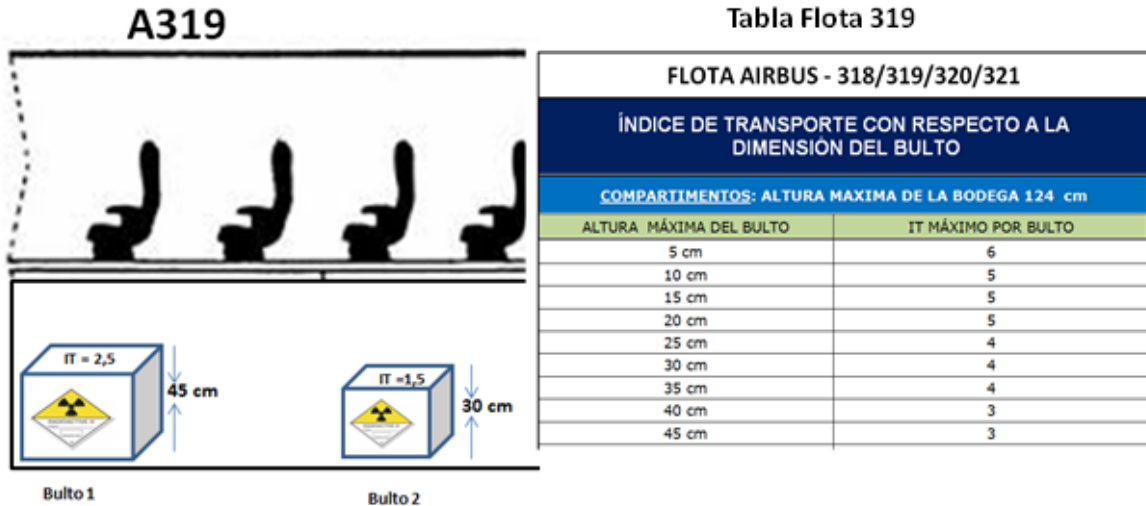 A319
IT = 2,5
45 cm
IT =1,5
30 cm
Bulto 1
Bulto 2
Tabla Flota 319
FLOTA AIRBUS - 318/319/320/321
ÍNDICE DE TRANSPORTE CON RESPECTO A LA
DIMENSIÓN DEL BULTO
COMPARTIMENTOS: ALTURA MAXIMA DE LA BODEGA 124 cm
ALTURA MÁXIMA DEL BULTO IT MÁXIMO POR BULTO
5 cm 6
10 cm 5
15 cm 5
20 cm 5
25 cm 4
30 cm 4
35 cm 4
40 cm 3
45 cm 3